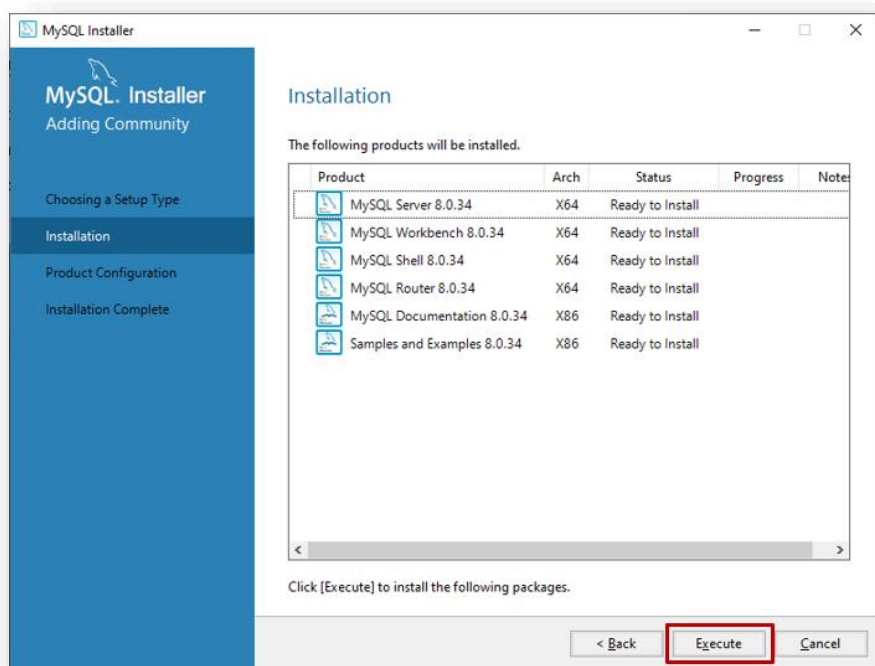 MySQL Installer
MySQL. Installer
Adding Community
Choosing a Setup Type
Installation
Product Configuration
Installation Complete
Installation
The following products will be installed.
Product Arch Status Progress Notes
MySQL Server 8.0.34 X64 Ready to Install
MySQL Workbench 8.0.34 X64 Ready to Install
MySQL Shell 8.0.34 X64 Ready to Install
MySQL Router 8.0.34 X64 Ready to Install
MySQL Documentation 8.0.34 X86 Ready to Install
Samples and Examples 8.0.34 X86 Ready to Install
Click [Execute] to install the following packages.
< Back Execute Cancel